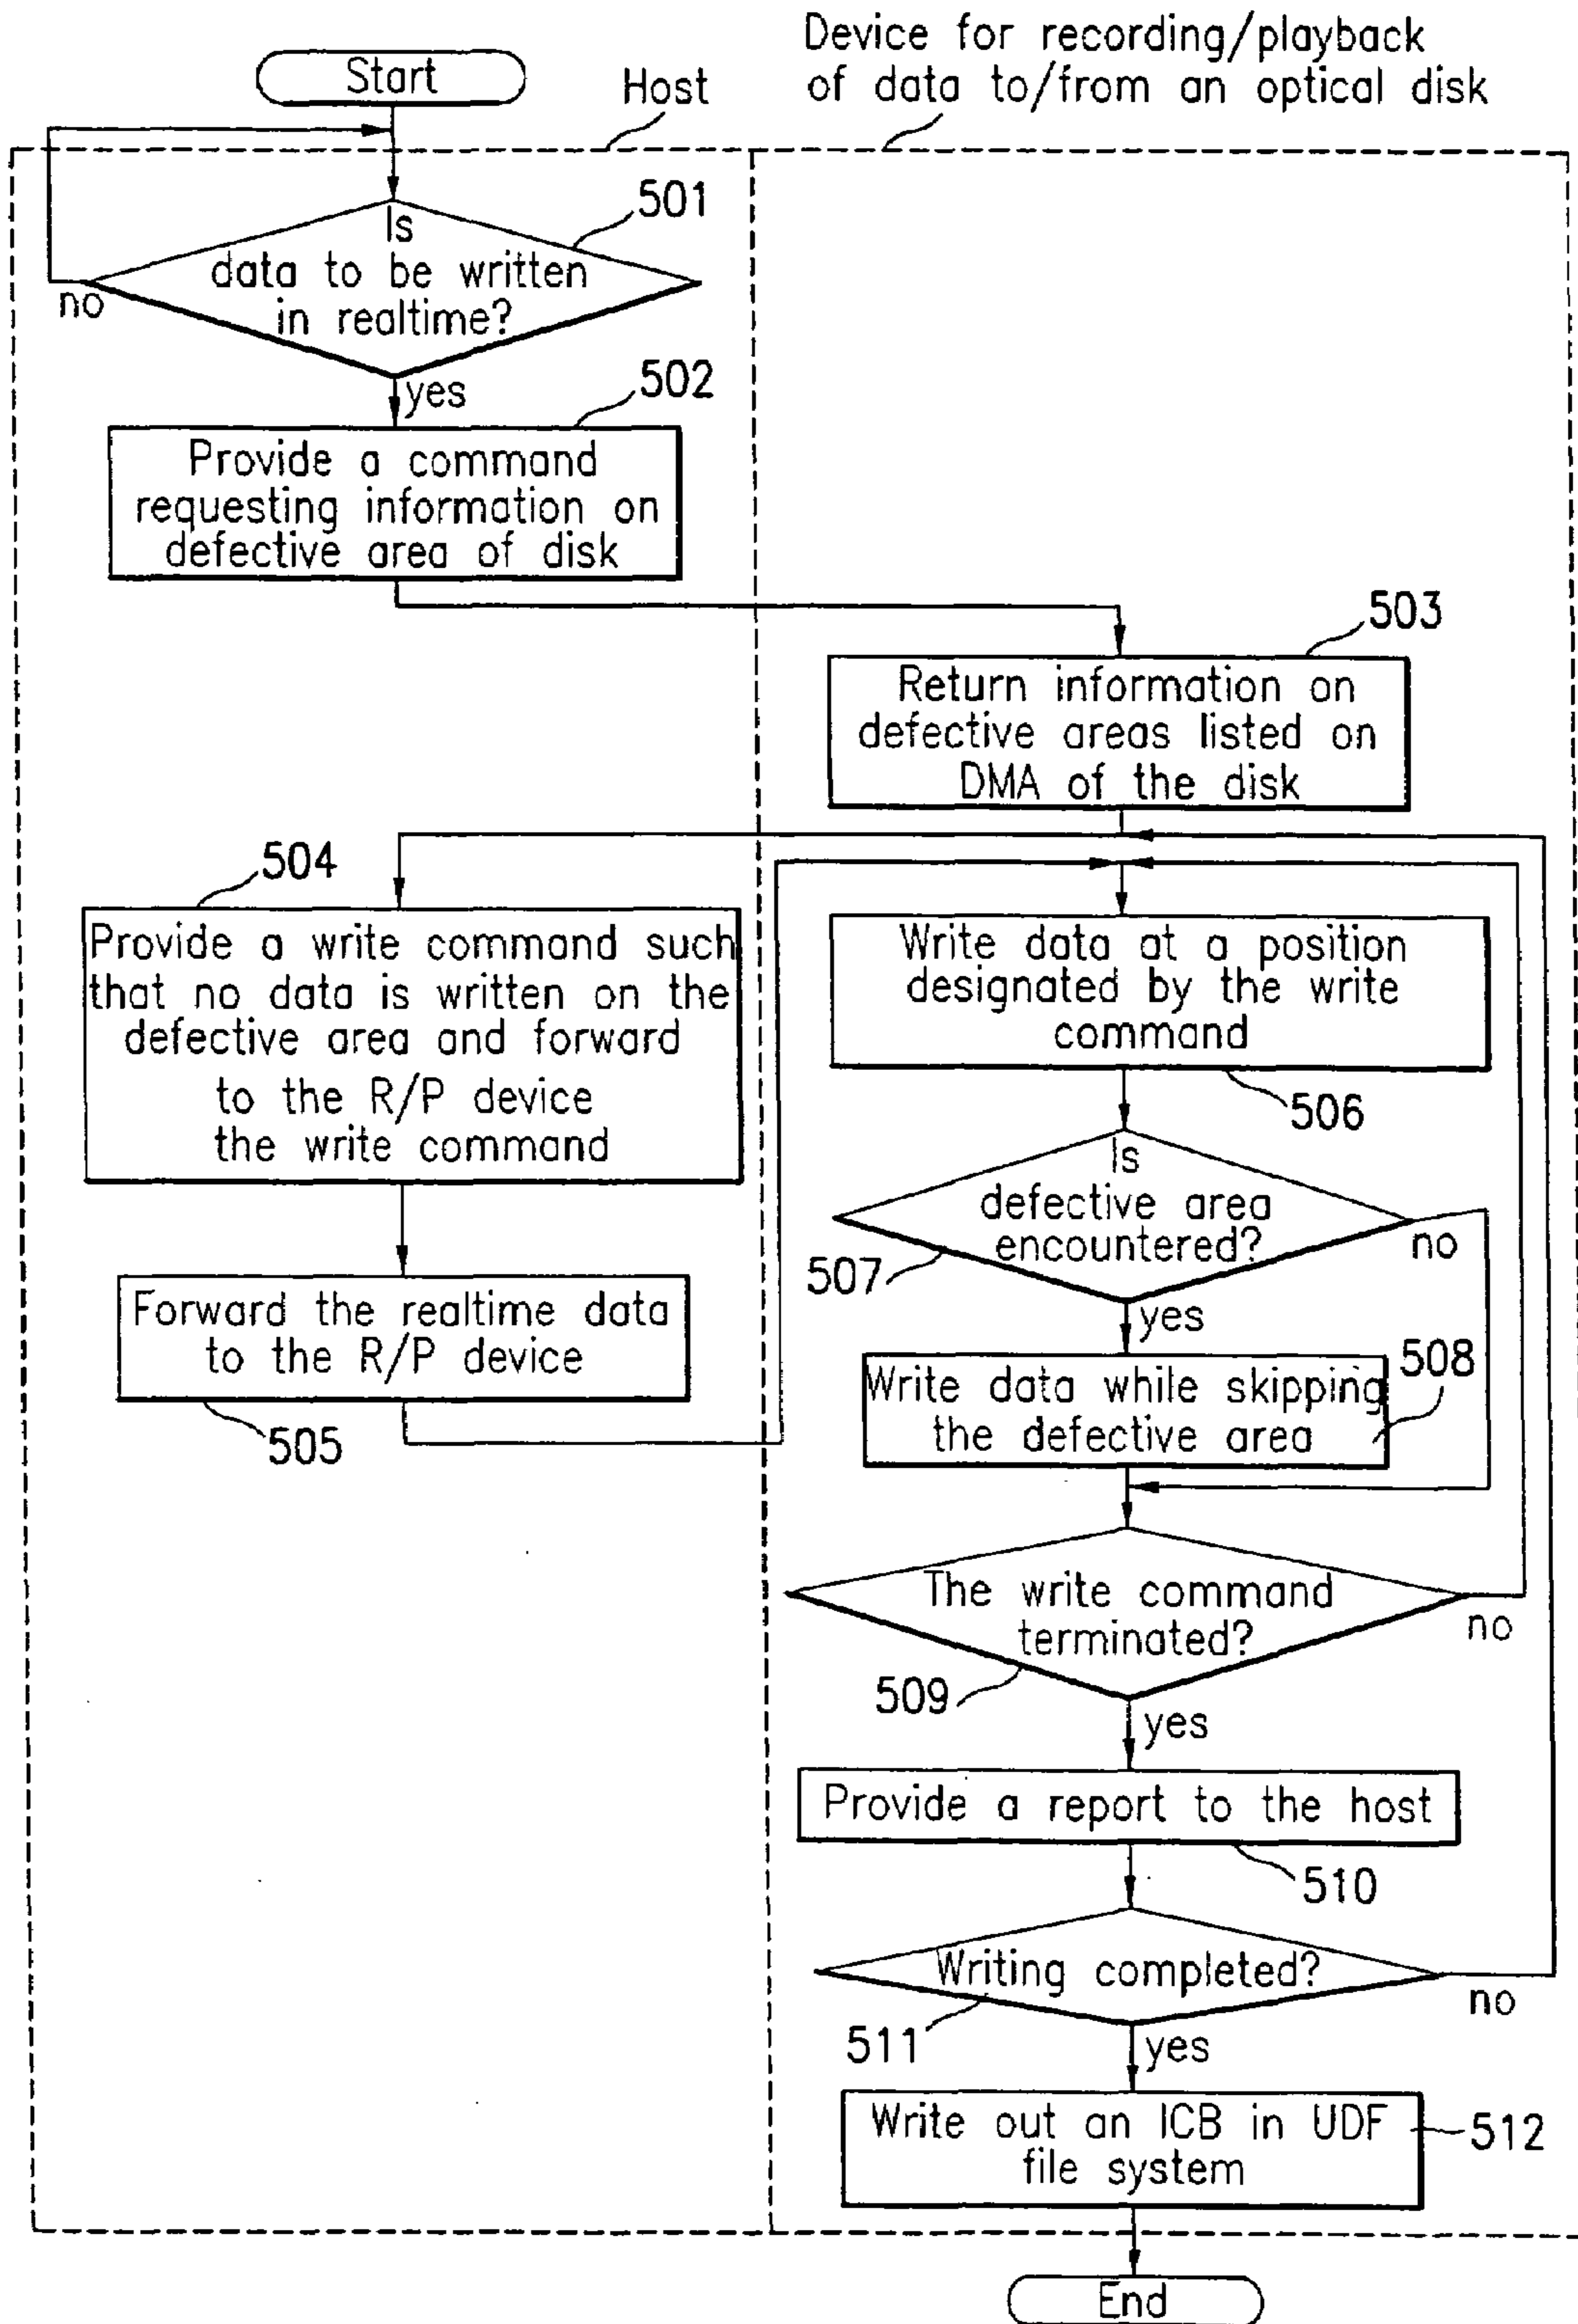 Device for recording/playback
of data to/from an optical disk
Start
Host
501
Is
data to be written
in realtime?
no
yes
502
Provide a command
requesting information on
defective area of disk
503
Return information on
defective areas listed on
DMA of the disk
504
Provide a write command such
that no data is written on the
defective area and forward
to the R/P device
the write command
Write data at a position
designated by the write
command
506
Is
defective area
encountered?
507
no
yes
Forward the realtime data
to the R/P device
505
508
Write data while skipping
the defective area
The write command
terminated?
no
509
yes
Provide a report to the host
510
Writing completed?
no
511
yes
Write out an ICB in UDF
file system
512
End